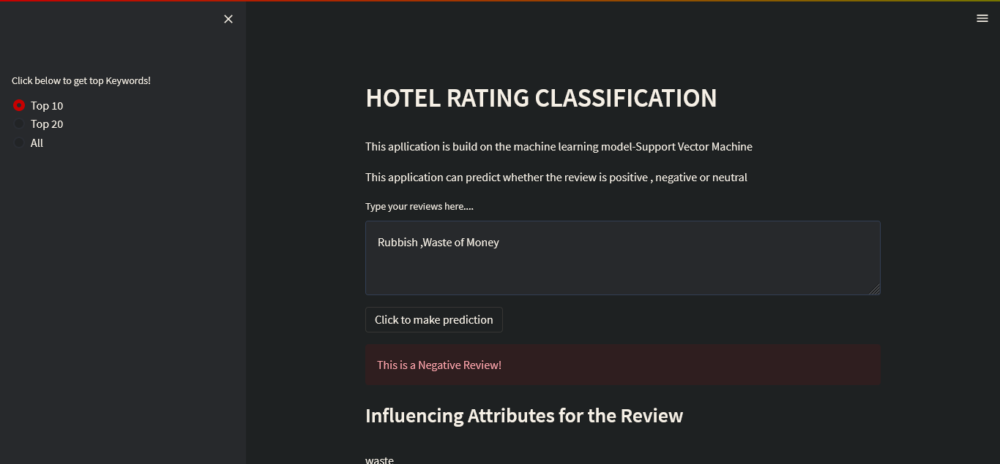 Click below to get top Keywords!
Top 10
Top 20
All
HOTEL RATING CLASSIFICATION
This apllication is build on the machine learning model-Support Vector Machine
This application can predict whether the review is positive , negative or neutral
Type your reviews here....
Rubbish ,Waste of Money
Click to make prediction
This is a Negative Review!
Influencing Attributes for the Review
waste